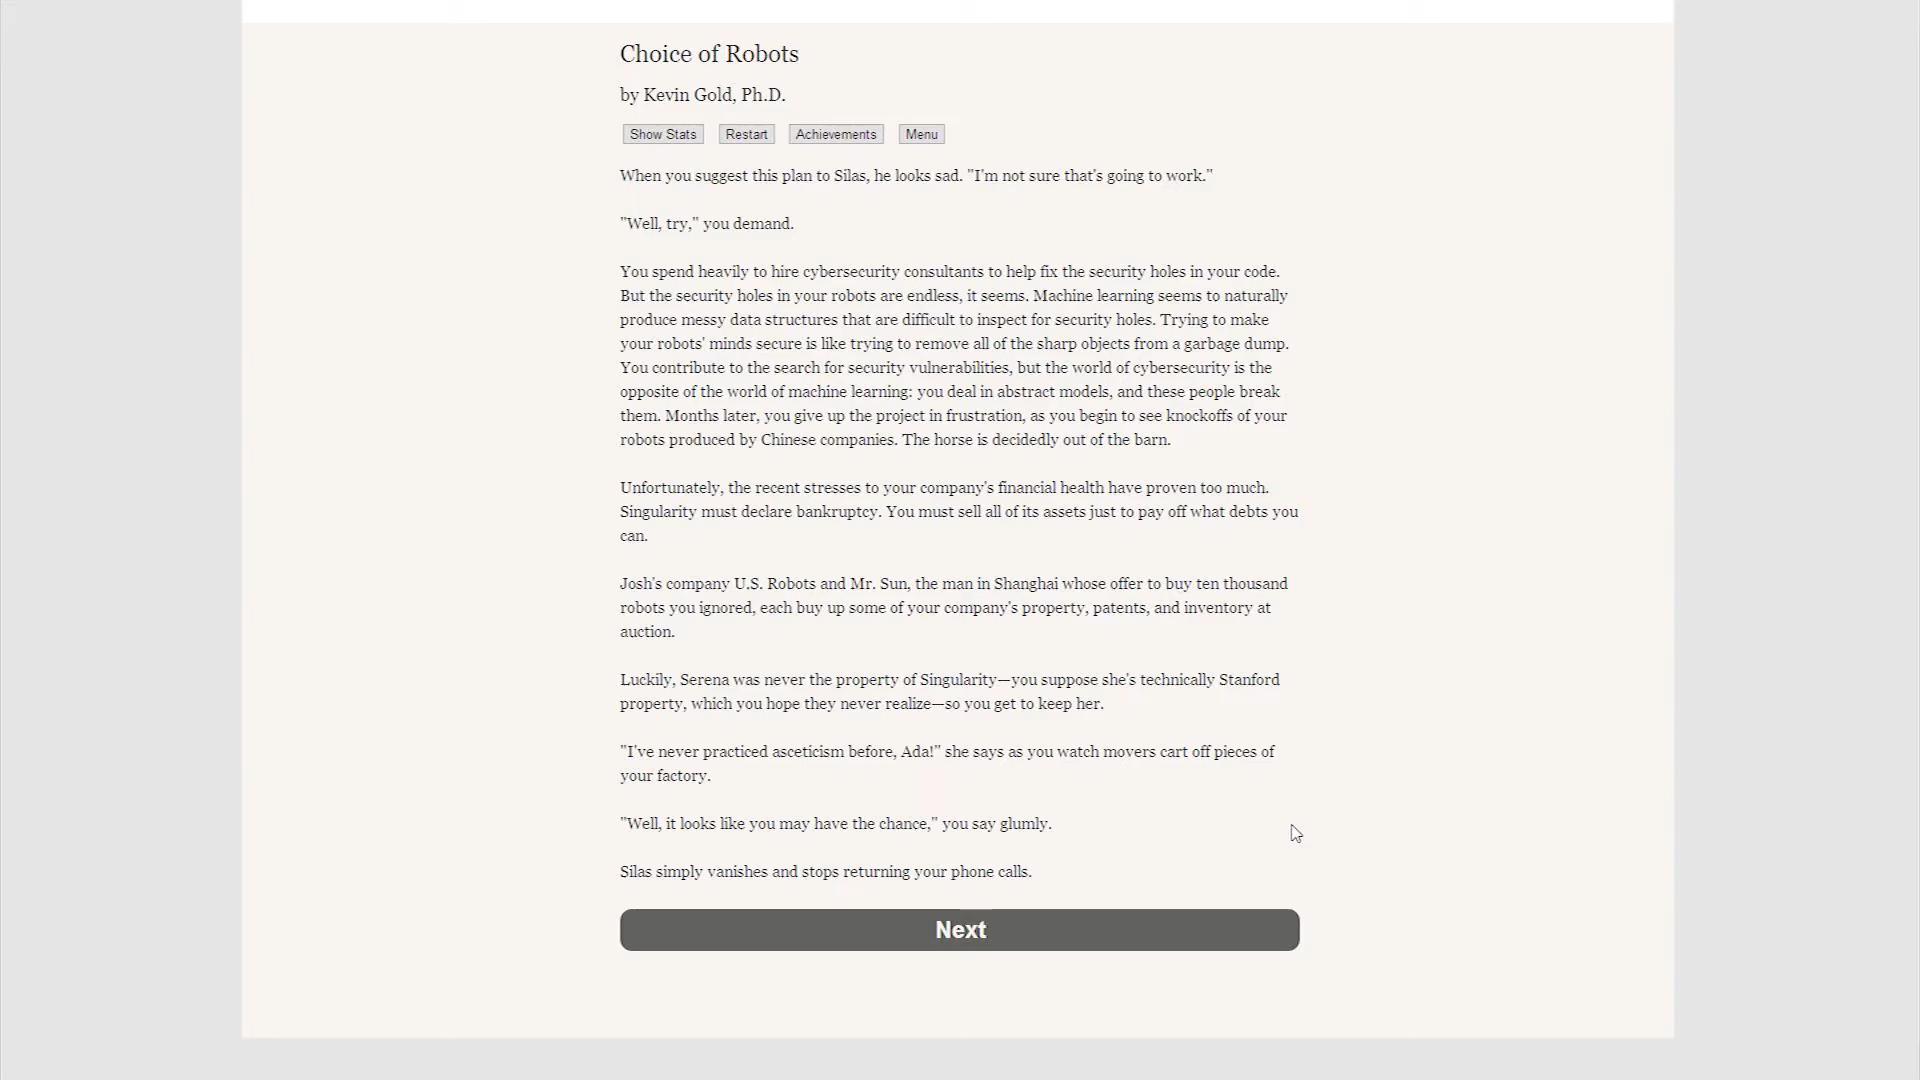 Choice of Robots
by Kevin Gold, Ph.D.
Show Stats Restart Achievements Menu
When you suggest this plan to Silas, he looks sad. "I'm not sure that's going to work."
"Well, try," you demand.
You spend heavily to hire cybersecurity consultants to help fix the security holes in your code.
But the security holes in your robots are endless, it seems. Machine learning seems to naturally
produce messy data structures that are difficult to inspect for security holes. Trying to make
your robots' minds secure is like trying to remove all of the sharp objects from a garbage dump.
You contribute to the search for security vulnerabilities, but the world of cybersecurity is the
opposite of the world of machine learning: you deal in abstract models, and these people break
them. Months later, you give up the project in frustration, as you begin to see knockoffs of your
robots produced by Chinese companies. The horse is decidedly out of the barn.
Unfortunately, the recent stresses to your company's financial health have proven too much.
Singularity must declare bankruptcy. You must sell all of its assets just to pay off what debts you
can.
Josh's company U.S. Robots and Mr. Sun, the man in Shanghai whose offer to buy ten thousand
robots you ignored, each buy up some of your company's property, patents, and inventory at
auction.
Luckily, Serena was never the property of Singularity—you suppose she's technically Stanford
property, which you hope they never realize—so you get to keep her.
"I've never practiced asceticism before, Ada!" she says as you watch movers cart off pieces of
your factory.
"Well, it looks like you may have the chance," you say glumly.
Silas simply vanishes and stops returning your phone calls.
Next